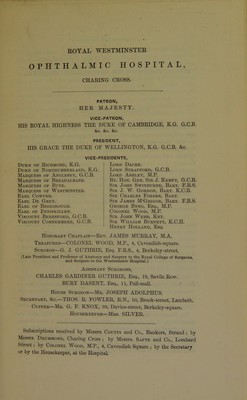 ROYAL WESTMINSTER
OPHTHALMIC HOSPITAL,
CHARING CROSS.
PATRON,
HER MAJESTY.
VICE-PATRON,
HIS ROYAL HIGHNESS THE DUKE OF CAMBRIDGE, K.G. G.C.B.
&c. &c. &c.
PRESIDENT,
HIS GRACE THE DUKE OF WELLINGTON, K.G. G.C.B. &c.
VICE-PRESIDENTS,
DUKE OF RICHMOND, K.G.
DUKE OF NORTHUMBERLAND, K.G.
MARQUESS OF ANGLESEY, G.C.B.
MARQUESS OF BREADALBANE.
MARQUESS OF BUTE.
MARQUESS OF WESTMINSTER.
EARL COWPER.
EARL DE GREY.
EARL OF BESSBOROUGH.
EARL OF ENNISKILLEN.
VISCOUNT BERESFORD, G.C.B.
VISCOUNT COMBERMERE, G.C.B.
LORD DACRE.
LORD STRAFFORD, G.C.B.
LORD ASHLEY, M.P.
RT. HON. GEN. SIR J. KEMPT, G.C.B.
SIR JOHN SWINBURNE, BART. F.R.S.
SIR J. W. GORDON, BART. K.C.B.
SIR CHARLES FORBES, BART.
SIR JAMES M'GRIGOR, BART. F.R.S.
GEORGE BYNG, ESQ. M.P.
COLONEL WOOD, M.P.
SIR JOHN WEBB, KNT.
SIR WILLIAM BURNETT, K.C.H.
HENRY HOLLAND, ESQ.
HONORARY CHAPLAIN—REV. JAMES MURRAY, M.A.
TREASURER—COLONEL WOOD, M.P., 4, Cavendish-square.
SURGEON—G. J. GUTHRIE, ESQ. F.R.S., 4, Berkeley-street,
(Late President and Professor of Anatomy and Surgery to the Royal College of Surgeons,
and Surgeon to the Westminster Hospital.)
ASSISTANT SURGEONS,
CHARLES GARDINER GUTHRIE, ESQ., 18, Saville Row.
BURY DASENT, ESQ., 11, Pall-mall.
HOUSE SURGEON—MR. JOSEPH ADOLPHUS.
SECRETARY, &c.—THOS. B. FOWLER, R.N., 10, Bench-street, Lambeth.
CUPPER—MR. G. F. KNOX, 38, Davies-street, Berkeley-square.
HOUSEKEEPER—MRS. SILVER.
Subscriptions received by MESSRS. COUTTS and Co., Bankers, Strand; by
MESSRS. DRUMMOND, Charing Cross; by MESSRS. SAPTE and Co., Lombard
Street; by COLONEL WOOD, M.P., 4, Cavendish Square; by the Secretary
or by the Housekeeper, at the Hospital.